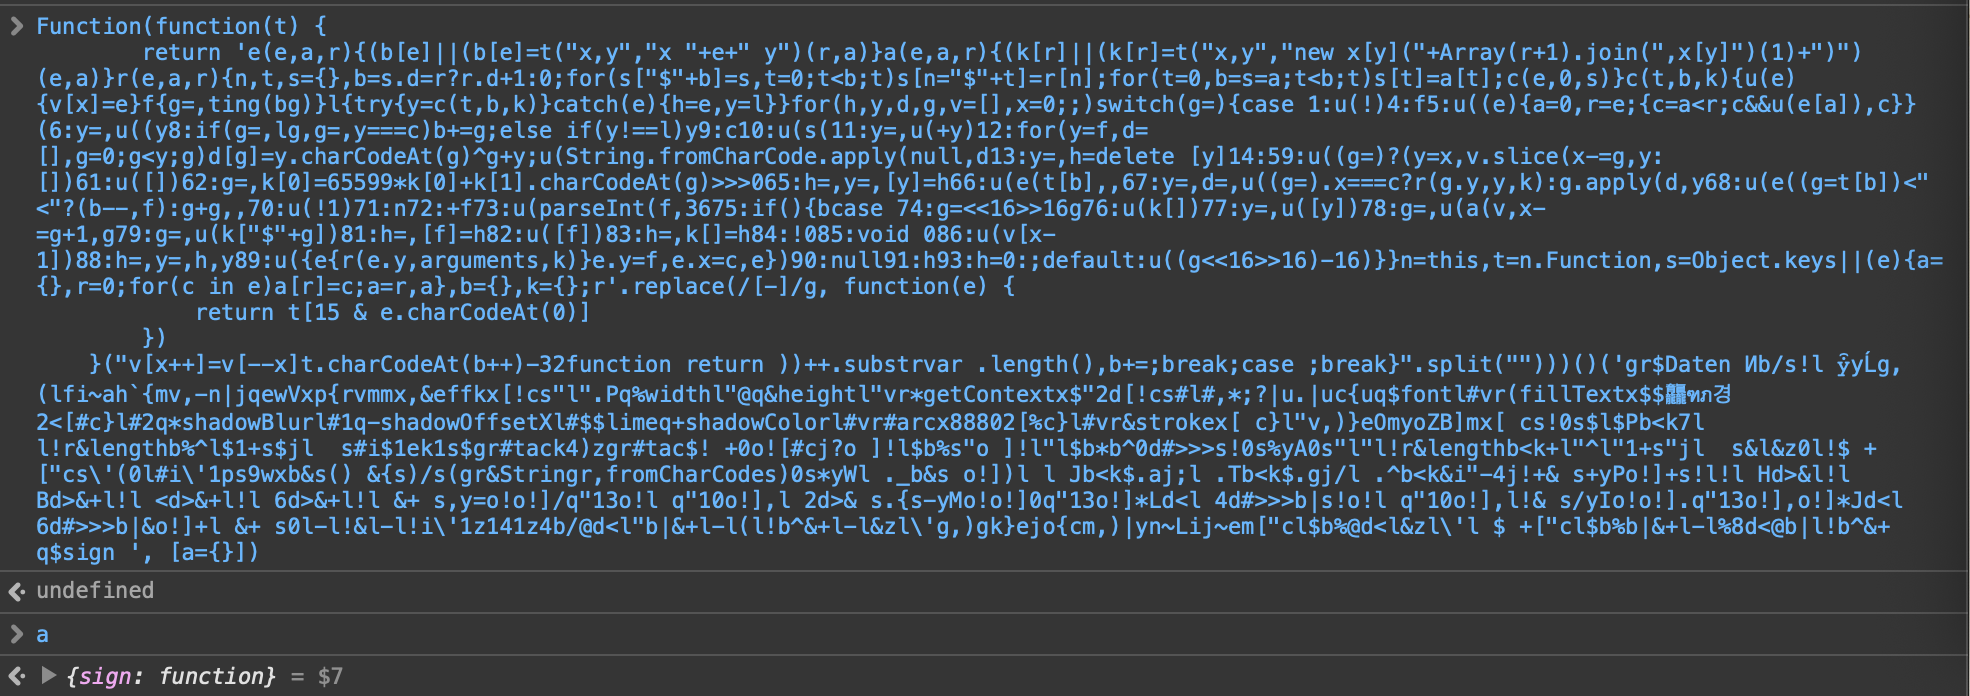 Function(function(t) {
return 'e(e,a,r){(b[e]||(b[e]=t("x,y","x "+e+" y")(r,a)}a(e,a,r){(k[r]||(k[r]=t("x,y","new x[y]("+Array(r+1).join(",x[y]")(1)+")")
(e,a)}r(e,a,r){n,t,s={},b=s.d=r?r.d+1:0;for(s["$"+b]=s,t=0;t<b;t)s[n="$"+t]=r[n];for(t=0,b=s=a;t<b;t)s[t]=a[t];c(e,0,s)}c(t,b,k){u(e)
{v[x]=e}f{g=,ting(bg)}l{try{y=c(t,b,k)}catch(e){h=e,y=l}}for(h,y,d,g,v=[],x=0;;)switch(g=){case 1:u(!)4:f5:u((e){a=0,r=e;{c=a<r;c&&u(e[a]),c}}
(6:y=,u((y8:if(g=,lg,g=,y===c)b+=g;else if(y!==l)y9:c10:u(s(11:y=,u(+y)12:for(y=f,d=
[],g=0;g<y;g)d[g]=y.charCodeAt(g)^g+y;u(String.fromCharCode.apply(null,d13:y=,h=delete [y]14:59:u((g=)?(y=x,v.slice(x-=g,y:
[])61:u([])62:g=,k[0]=65599*k[0]+k[1].charCodeAt(g)>>>065:h=,y=,[y]=h66:u(e(t[b],,67:y=,d=,u((g=).x===c?r(g.y,y,k):g.apply(d,y68:u(e((g=t[b])<"
<"?(b--,f):g+g,,70:u(!1)71:n72:+f73:u(parseInt(f,3675:if(){bcase 74:g=<<16>>16g76:u(k[])77:y=,u([y])78:g=,u(a(v,x-
=g+1,g79:g=,u(k["$"+g])81:h=,[f]=h82:u([f])83:h=,k[]=h84:!085:void 086:u(v[x-
1])88:h=,y=,h,y89:u({e{r(e.y,arguments,k)}e.y=f,e.x=c,e})90:null91:h93:h=0:;default:u((g<<16>>16)-16)}}n=this,t=n.Function,s=Object.keys||(e){a=
{},r=0;for(c in e)a[r]=c;a=r,a},b={},k={};r'.replace(/[-]/g, function(e) {
return t[15 & e.charCodeAt(0)]
})
}("v[x++]=v[--x]t.charCodeAt(b++)-32function return ))++.substrvar .length(),b+=;break;case ;break}".split("")))()('gr$Daten Иb/s!l
(lfi~ah`{mv,-n|jqewVxp{rvmmx,&effkx[!cs"l".Pq%widthl"@q&heightl"vr*getContextx$"2d[!cs#l#,*;?|u.|uc{uq$fontl#vr(fillTextx$$
2<[#c}l#2q*shadowBlurl#1q-shadowOffsetXl#$$limeq+shadowColorl#vr#arcx88802[%c}l#vr&strokex[ c}l"v,)}eOmyoZB]mx[ cs!0s$l$Pb<k7l
l!r&lengthb%^l$1+s$jl  s#i$1ek1s$gr#tack4)zgr#tac$! +0o![#cj?o ]!l$b%s"o ]!l"l$b*b^0d#>>>s!0s%yA0s"l"l!r&lengthb<k+l"^l"1+s"jl  s&l&z0l!$ +
["cs\'(0l#i\'1ps9wxb&s() &{s)/s(gr&Stringr,fromCharCodes)0s*yWl ._b&s o!])l l Jb<k$.aj;l .Tb<k$.gj/l .^b<k&i"-4j!+& s+yPo!]+s!l!l Hd>&l!l
Bd>&+l!l <d>&+l!l 6d>&+l!l &+ s,y=o!o!]/q"13o!l q"10o!],l 2d>& s.{s-yMo!o!]0q"13o!]*Ld<l 4d#>>>b|s!o!l q"10o!],l!& s/yIo!o!].q"13o!],o!]*Jd<l
6d#>>>b|&o!]+l &+ s0l-l!&l-l!i\'1z141z4b/@d<l"b|&+l-l(l!b^&+l-l&zl\'g,)gk}ejo{cm,)|yn~Lij~em["cl$b%@d<l&zl\'l $ +["cl$b%b|&+l-l%8d<@b|l!b^&+
q$sign ', [a={}])
undefined
a
{sign: function} = $7